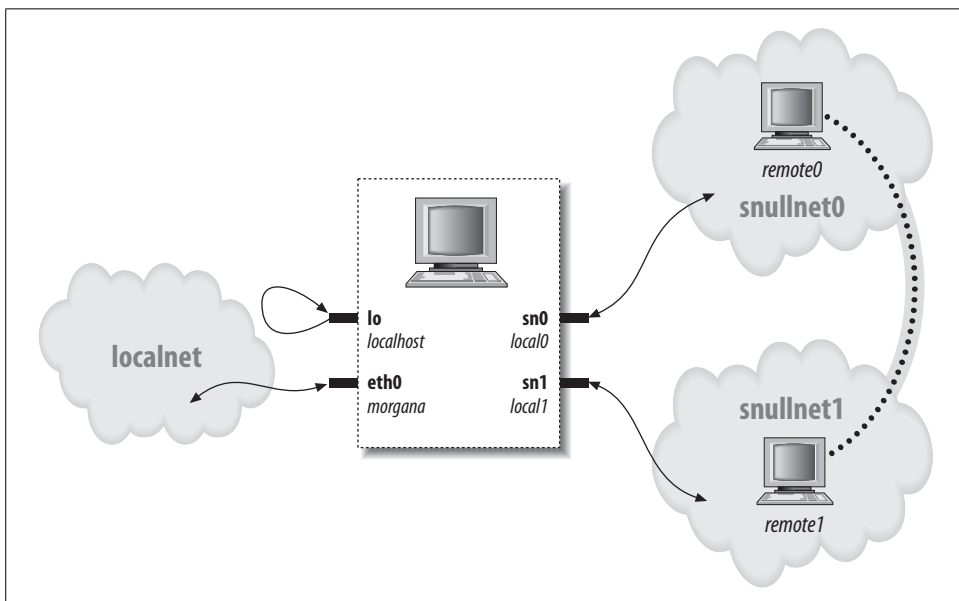 remote0
snullnet0
lo
localhost
sn0
local0
localnet
eth0
morgana
sn1
local1
snullnet1
remote1